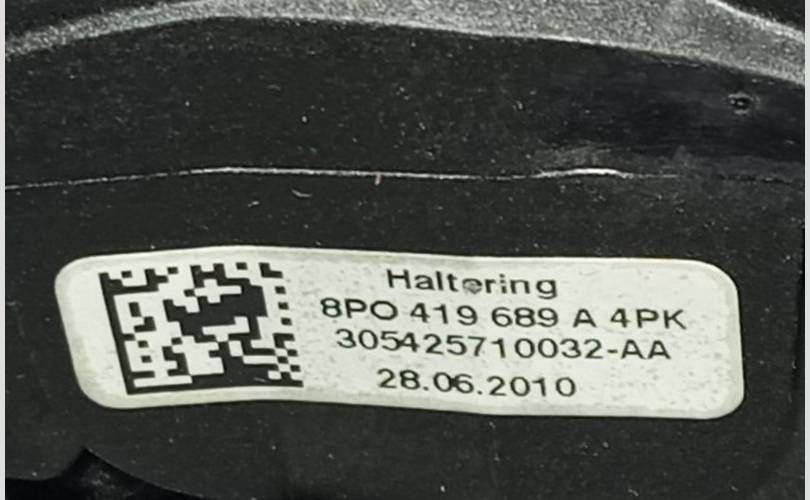 Haltering
8PO 419 689 A 4PK
305425710032-AA
28.06.2010